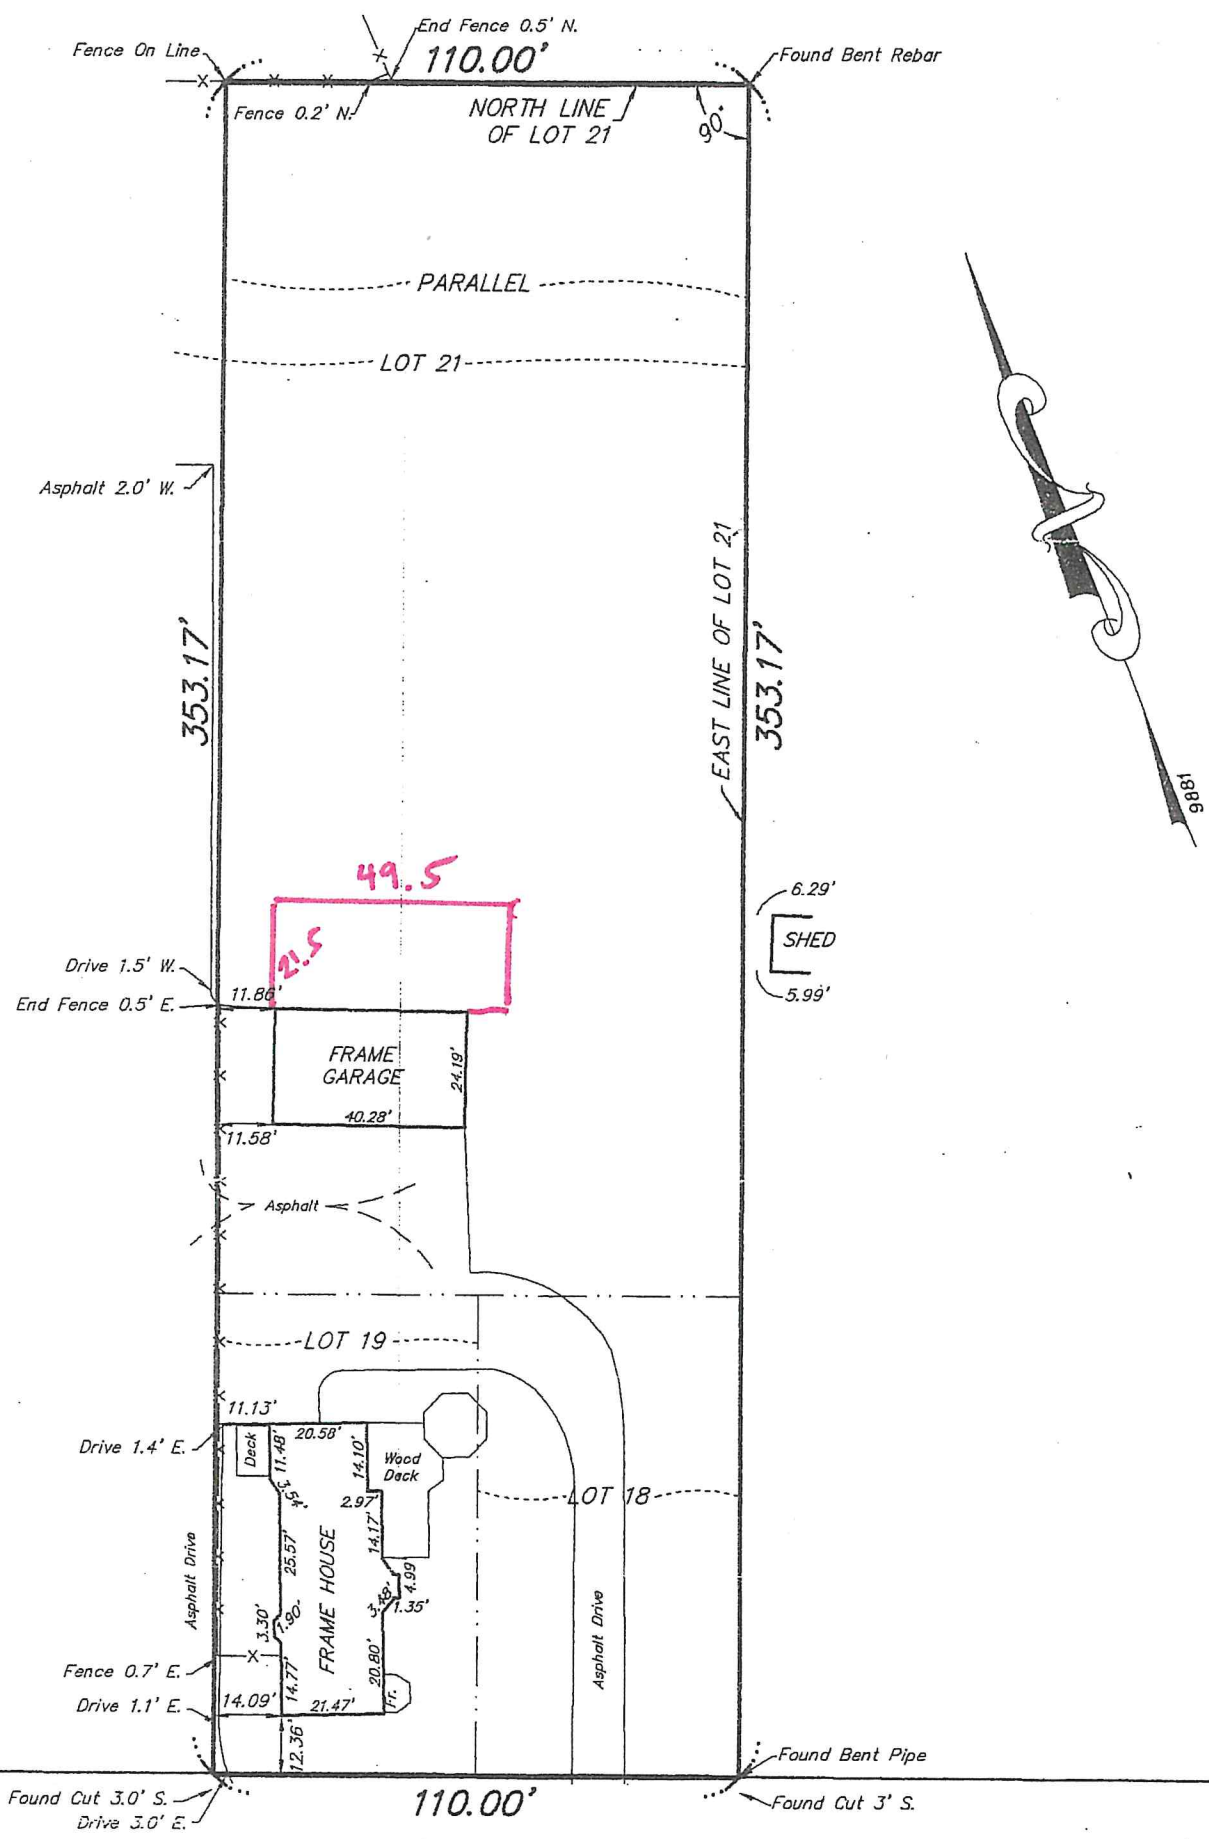 End Fence 0.5' N.
Fence On Line
110.00'
Found Bent Rebar
Fence 0.2' N.
NORTH LINE
OF LOT 21
90°
PARALLEL
LOT 21
Asphalt 2.0' W.
EAST LINE OF LOT 21
353.17'
353.17'
9881
49.5
6.29'
21.5
SHED
Drive 1.5' W.
11.86'
5.99'
End Fence 0.5' E.
FRAME
GARAGE
24.19'
40.28'
11.58'
Asphalt
LOT 19
11.13'
20.58'
Drive 1.4' E.
Deck
11.48'
14.10'
Wood
Deck
3.54'
2.97'
LOT 18
14.17'
25.57'
FRAME HOUSE
Asphalt Drive
4.99
3.48'
1.35'
3.30'
1.90
Asphalt Drive
20.80'
Fence 0.7' E.
14.77'
Fr.
Drive 1.1' E.
14.09'
21.47'
12.36'
Found Bent Pipe
Found Cut 3.0' S.
110.00'
Found Cut 3' S.
Drive 3.0' E.